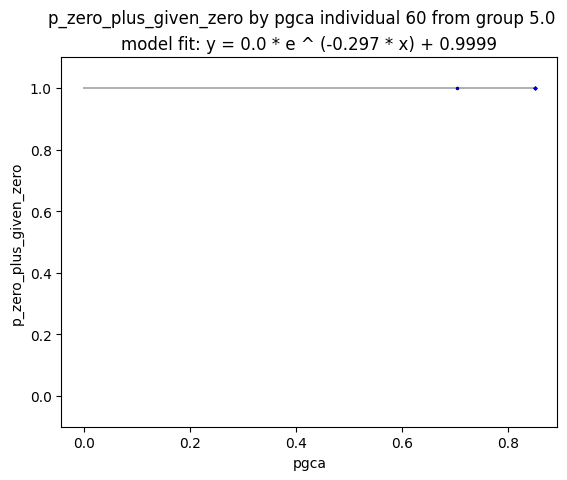 p_zero_plus_given_zero by pgca individual 60 from group 5.0
model fit: y = 0.0 * e ^ (-0.297 * x) + 0.9999
1.0
0.8
0.6
0.4
0.2
0.0
p_zero_plus_given_zero
0.0 0.2 0.4 0.6 0.8
pgca